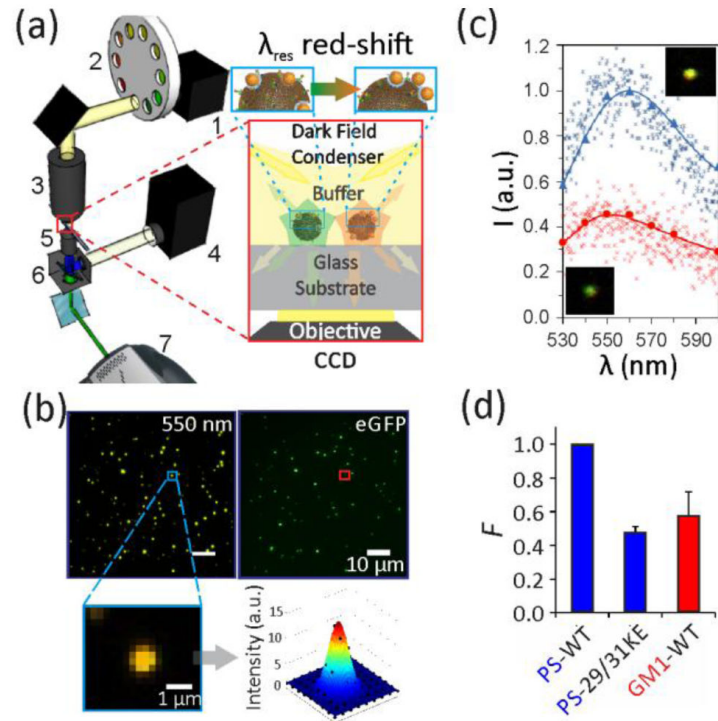 (a)
λres red-shift
2
1
3
5
6
4
7
Dark Field
Condenser
Buffer
Glass
Substrate
Objective
CCD
(b)
550 nm
eGFP
10 μm
1 μm
Intensity (a.u.)
15
10
5
0
(c)
I (a.u.)
1.2
1.0
0.8
0.6
0.4
0.2
0.0
530 550 570 590
λ (nm)
(d)
F
1.0
0.8
0.6
0.4
0.2
0.0
PS-WT
PS-29/31KE
GM1-WT